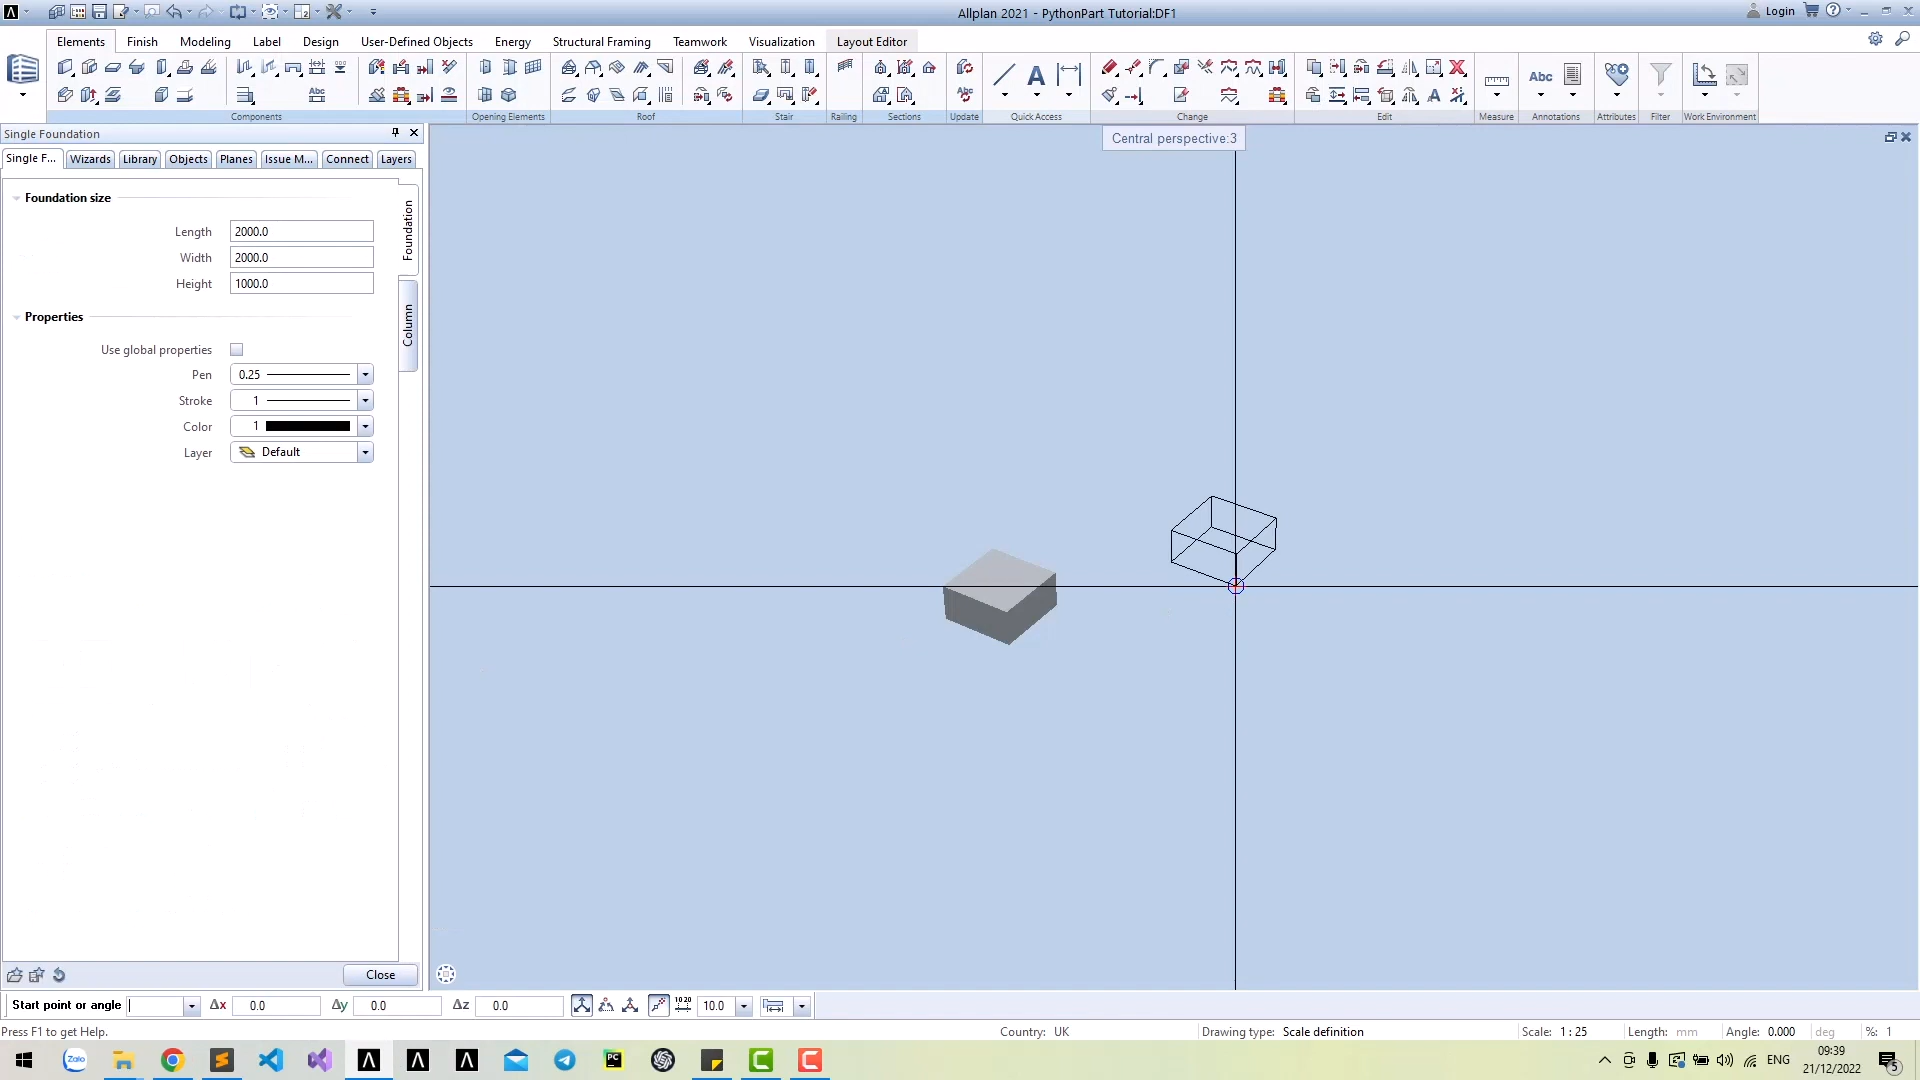 Allplan 2021 - PythonPart Tutorial:DF1
Login
Elements Finish Modeling Label Design User-Defined Objects Energy Structural Framing Teamwork Visualization Layout Editor
Components Opening Elements Roof Stair Railing Sections Update Quick Access Change Edit Measure Annotations Attributes Filter Work Environment
Single Foundation
Single F... Wizards Library Objects Planes Issue M... Connect Layers
Central perspective:3
Foundation size
Length 2000.0
Width 2000.0
Height 1000.0
Foundation
Column
Properties
Use global properties
Pen 0.25
Stroke 1
Color 1
Layer Default
Close
Start point or angle Δx 0.0 Δy 0.0 Δz 0.0 10.0
Press F1 to get Help.
Country: UK
Drawing type: Scale definition
Scale: 1 : 25
Length: mm
Angle: 0.000 deg
%: 1
Zalo
PC
ENG
09:39
21/12/2022
5